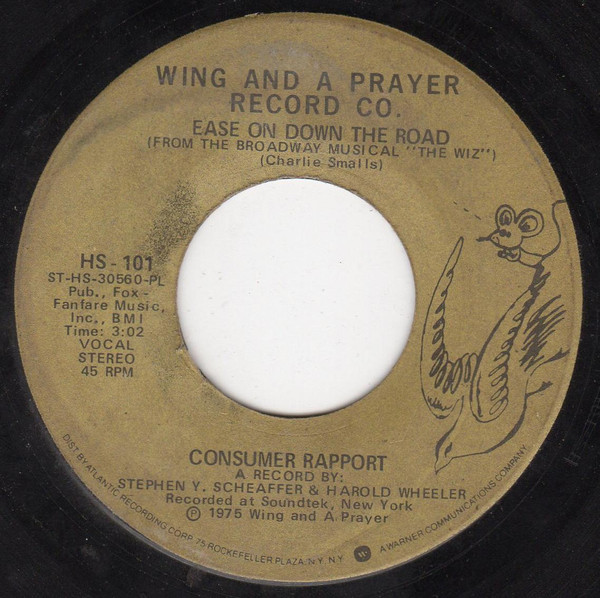 WING AND A PRAYER
RECORD CO.
EASE ON DOWN THE ROAD
(FROM THE BROADWAY MUSICAL "THE WIZ")
(Charlie Smalls)
HS - 101
ST-HS-30560-PL
Pub., Fox -
Fanfare Music,
Inc., BMI
Time: 3:02
VOCAL
STEREO
45 RPM
CONSUMER RAPPORT
A RECORD BY:
STEPHEN Y. SCHEAFFER & HAROLD WHEELER
Recorded at Soundtek, New York
Ⓟ 1975 Wing and A Prayer
DIST BY ATLANTIC RECORDING CORP. 75 ROCKEFELLER PLAZA, N.Y. N.Y. A WARNER COMMUNICATIONS COMPANY